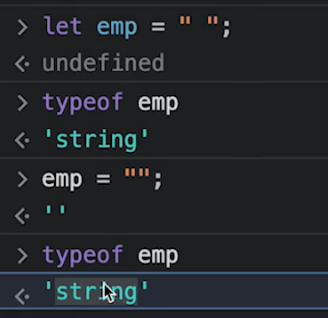 > let emp = " ";
<· undefined
> typeof emp
<· 'string'
> emp = "";
<· ''
> typeof emp
<· 'string'